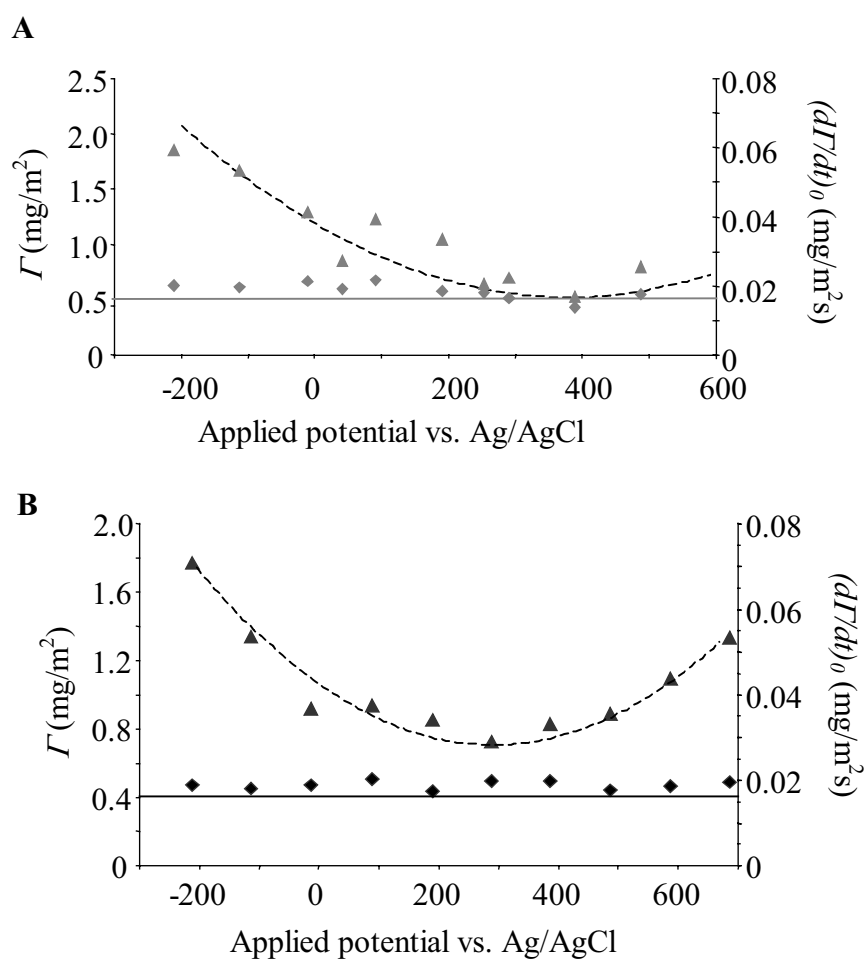 A
2.5
2.0
1.5
1.0
0.5
0
Γ (mg/m²)
0.08
0.06
0.04
0.02
0
(dΓ/dt)₀ (mg/m²s)
-200 0 200 400 600
Applied potential vs. Ag/AgCl
B
2.0
1.6
1.2
0.8
0.4
0
Γ (mg/m²)
0.08
0.06
0.04
0.02
0
(dΓ/dt)₀ (mg/m²s)
-200 0 200 400 600
Applied potential vs. Ag/AgCl